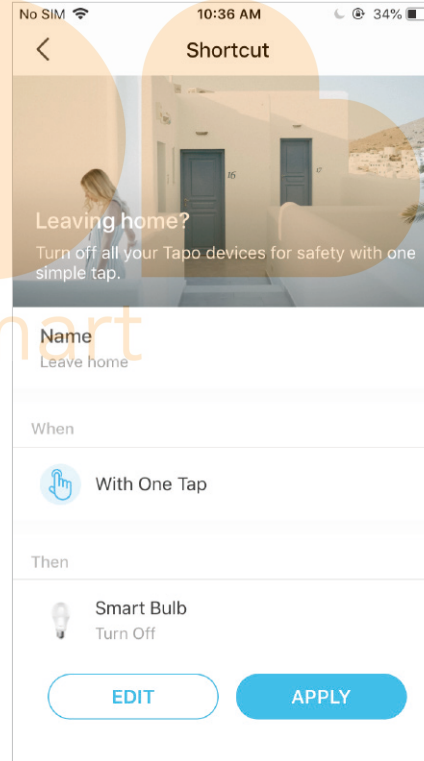 No SIM 10:36 AM 34%
Shortcut
16
Leaving home?
Turn off all your Tapo devices for safety with one
simple tap.
mart
Name
Leave home
When
With One Tap
Then
Smart Bulb
Turn Off
EDIT APPLY